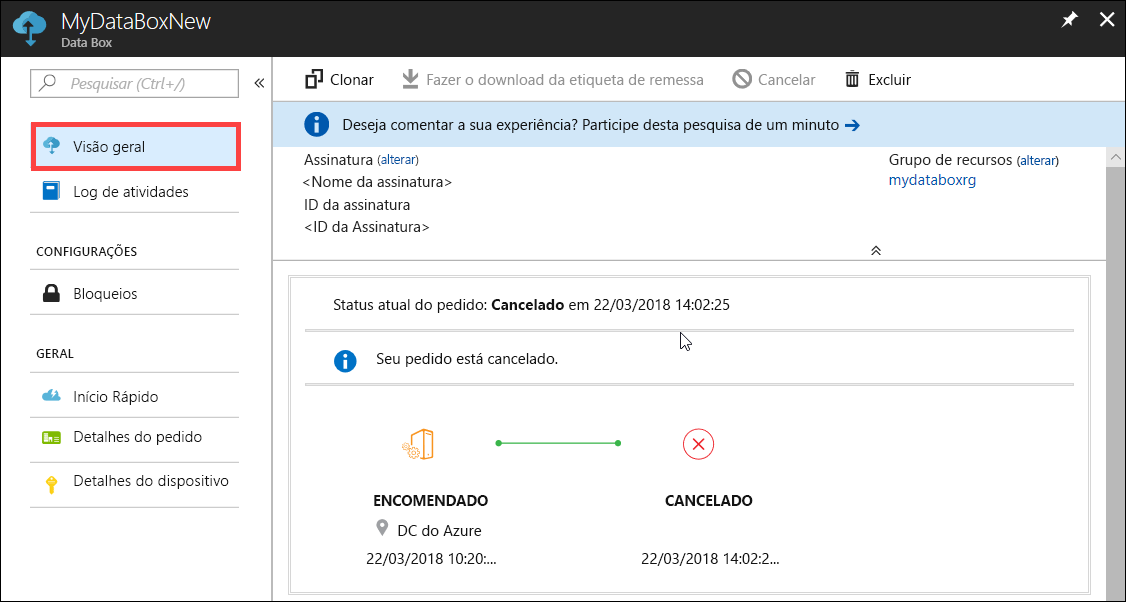 MyDataBoxNew
Data Box
Pesquisar (Ctrl+/)
Visão geral
Log de atividades
CONFIGURAÇÕES
Bloqueios
GERAL
Início Rápido
Detalhes do pedido
Detalhes do dispositivo
Clonar Fazer o download da etiqueta de remessa Cancelar Excluir
Deseja comentar a sua experiência? Participe desta pesquisa de um minuto →
Assinatura (alterar)
<Nome da assinatura>
ID da assinatura
<ID da Assinatura>
Grupo de recursos (alterar)
mydataboxrg
Status atual do pedido: Cancelado em 22/03/2018 14:02:25
Seu pedido está cancelado.
ENCOMENDADO
DC do Azure
22/03/2018 10:20:...
CANCELADO
22/03/2018 14:02:2...